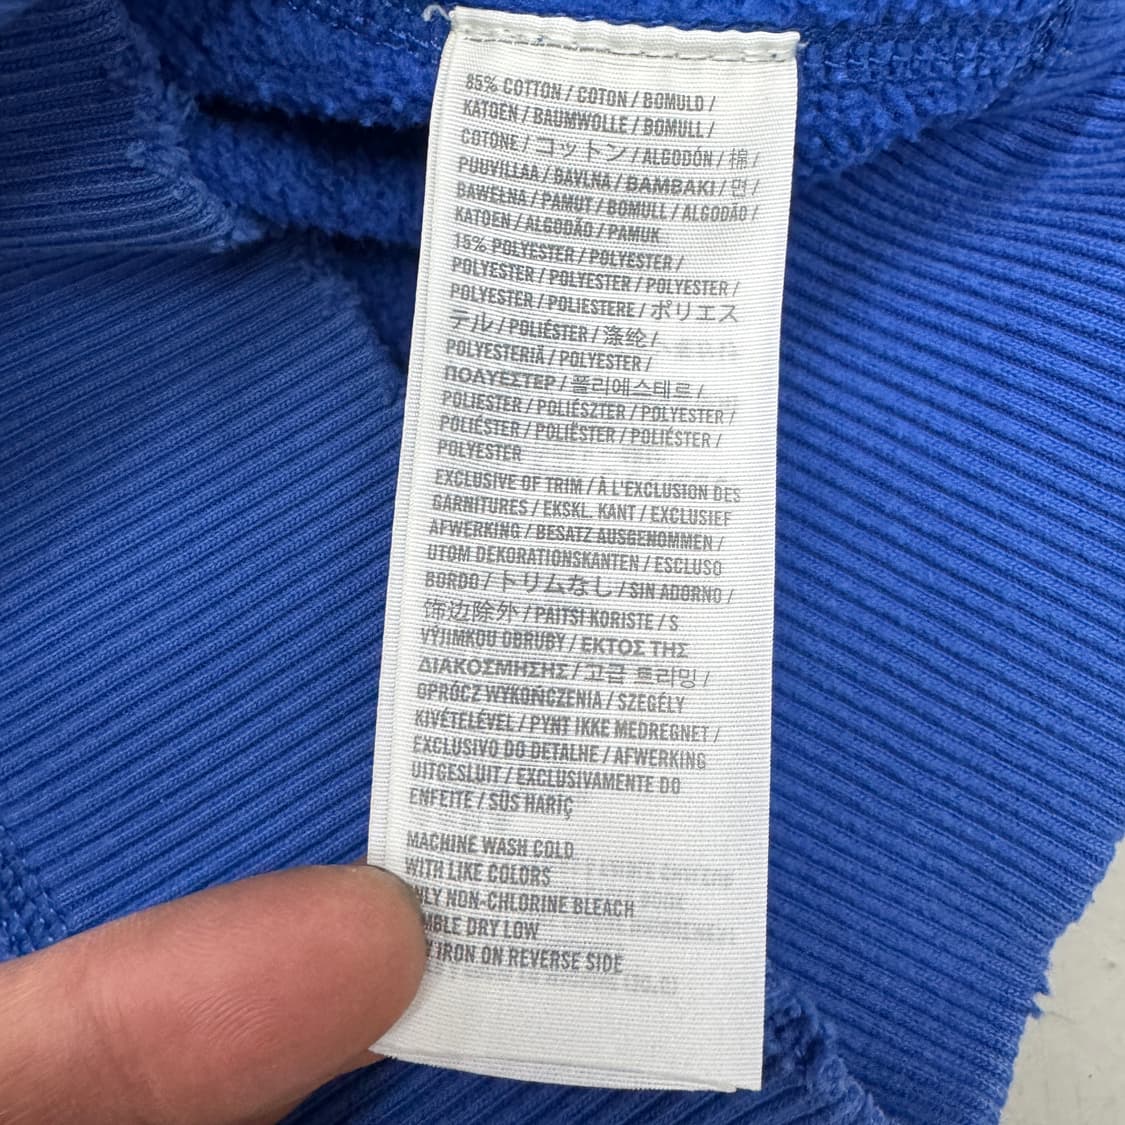 85% COTTON / COTON / BOMULD /
KATOEN / BAUMWOLLE / BOMULL /
COTONE / コットン / ALGODÓN / 棉 /
PUUVILLAA / BAVLNA / BAMBAKI / 면 /
BAWEŁNA / PAMUT / BOMULL / ALGODÃO /
KATOEN / ALGODÃO / PAMUK
15% POLYESTER / POLYESTER /
POLYESTER / POLYESTER / POLYESTER /
POLYESTER / POLIESTERE / ポリエス
テル / POLIÉSTER / 涤纶 /
POLYESTERIÄ / POLYESTER /
ΠΟΛΥΕΣΤΕΡ / 폴리에스테르 /
POLIESTER / POLIÉSZTER / POLYESTER /
POLIÉSTER / POLIËSTER / POLIÉSTER /
POLYESTER
EXCLUSIVE OF TRIM / À L'EXCLUSION DES
GARNITURES / EKSKL. KANT / EXCLUSIEF
AFWERKING / BESATZ AUSGENOMMEN /
UTOM DEKORATIONSKANTEN / ESCLUSO
BORDO / トリムなし / SIN ADORNO /
饰边除外 / PAITSI KORISTE / S
VÝJIMKOU OBRUBY / ΕΚΤΟΣ ΤΗΣ
ΔΙΑΚΟΣΜΗΣΗΣ / 고급 트리밍 /
OPRÓCZ WYKOŃCZENIA / SZEGÉLY
KIVÉTELÉVEL / PYNT IKKE MEDREGNET /
EXCLUSIVO DO DETALHE / AFWERKING
UITGESLUIT / EXCLUSIVAMENTE DO
ENFEITE / SÜS HARİÇ
MACHINE WASH COLD
WITH LIKE COLORS
NLY NON-CHLORINE BLEACH
MBLE DRY LOW
IRON ON REVERSE SIDE